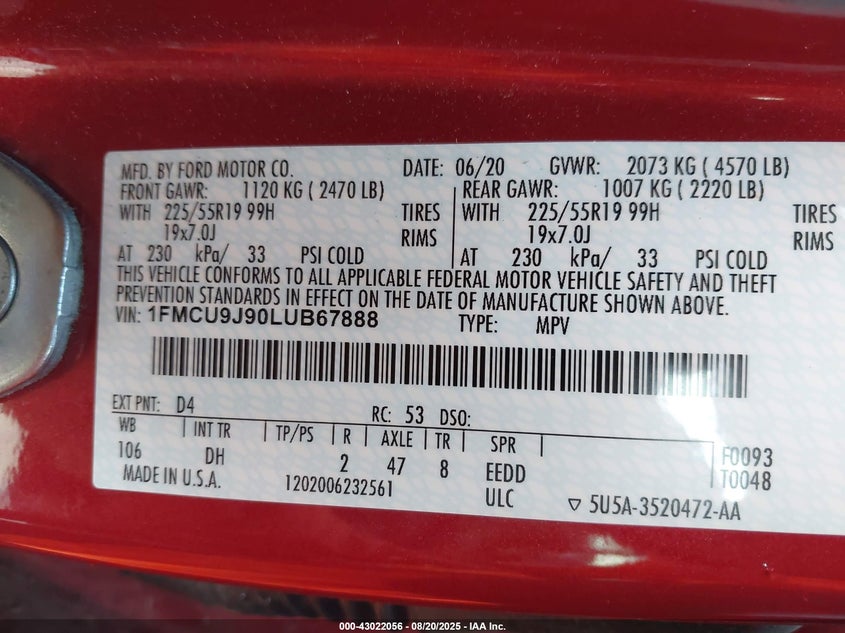 MFD. BY FORD MOTOR CO. DATE: 06/20 GVWR: 2073 KG ( 4570 LB)
FRONT GAWR: 1120 KG ( 2470 LB) REAR GAWR: 1007 KG ( 2220 LB)
WITH 225/55R19 99H TIRES WITH 225/55R19 99H TIRES
19x7.0J RIMS 19x7.0J RIMS
AT 230 kPa/ 33 PSI COLD AT 230 kPa/ 33 PSI COLD
THIS VEHICLE CONFORMS TO ALL APPLICABLE FEDERAL MOTOR VEHICLE SAFETY AND THEFT
PREVENTION STANDARDS IN EFFECT ON THE DATE OF MANUFACTURE SHOWN ABOVE.
VIN: 1FMCU9J90LUB67888 TYPE: MPV
EXT PNT: D4 RC: 53 DSO:
WB INT TR TP/PS R AXLE TR SPR F0093
106 DH 2 47 8 EEDD T0048
MADE IN U.S.A. 1202006232561 ULC ▽ 5U5A-3520472-AA
000-43022056 - 08/20/2025 - IAA Inc.